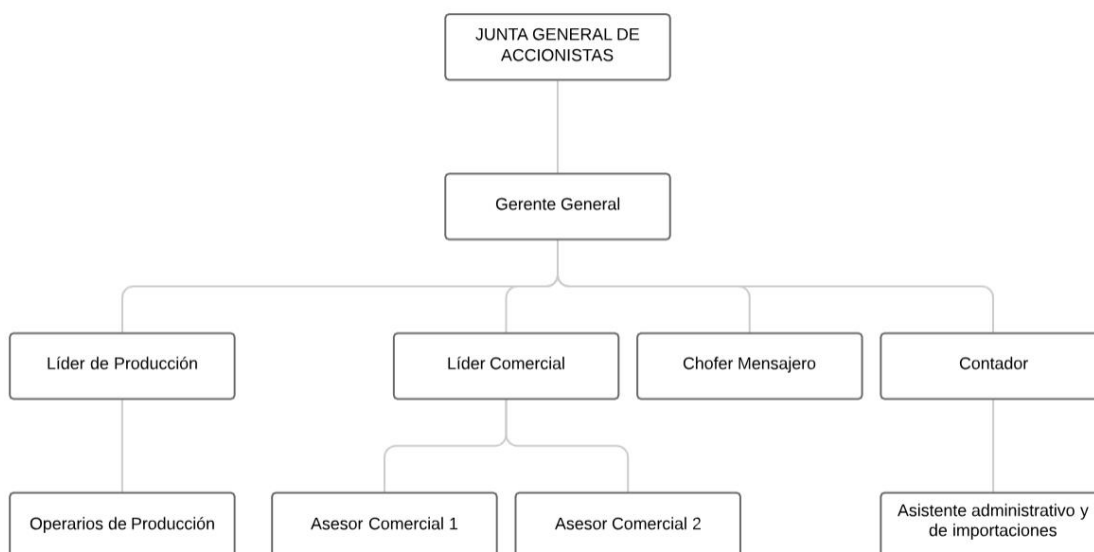 JUNTA GENERAL DE
ACCIONISTAS
Gerente General
Líder de Producción
Líder Comercial
Chofer Mensajero
Contador
Operarios de Producción
Asesor Comercial 1
Asesor Comercial 2
Asistente administrativo y
de importaciones